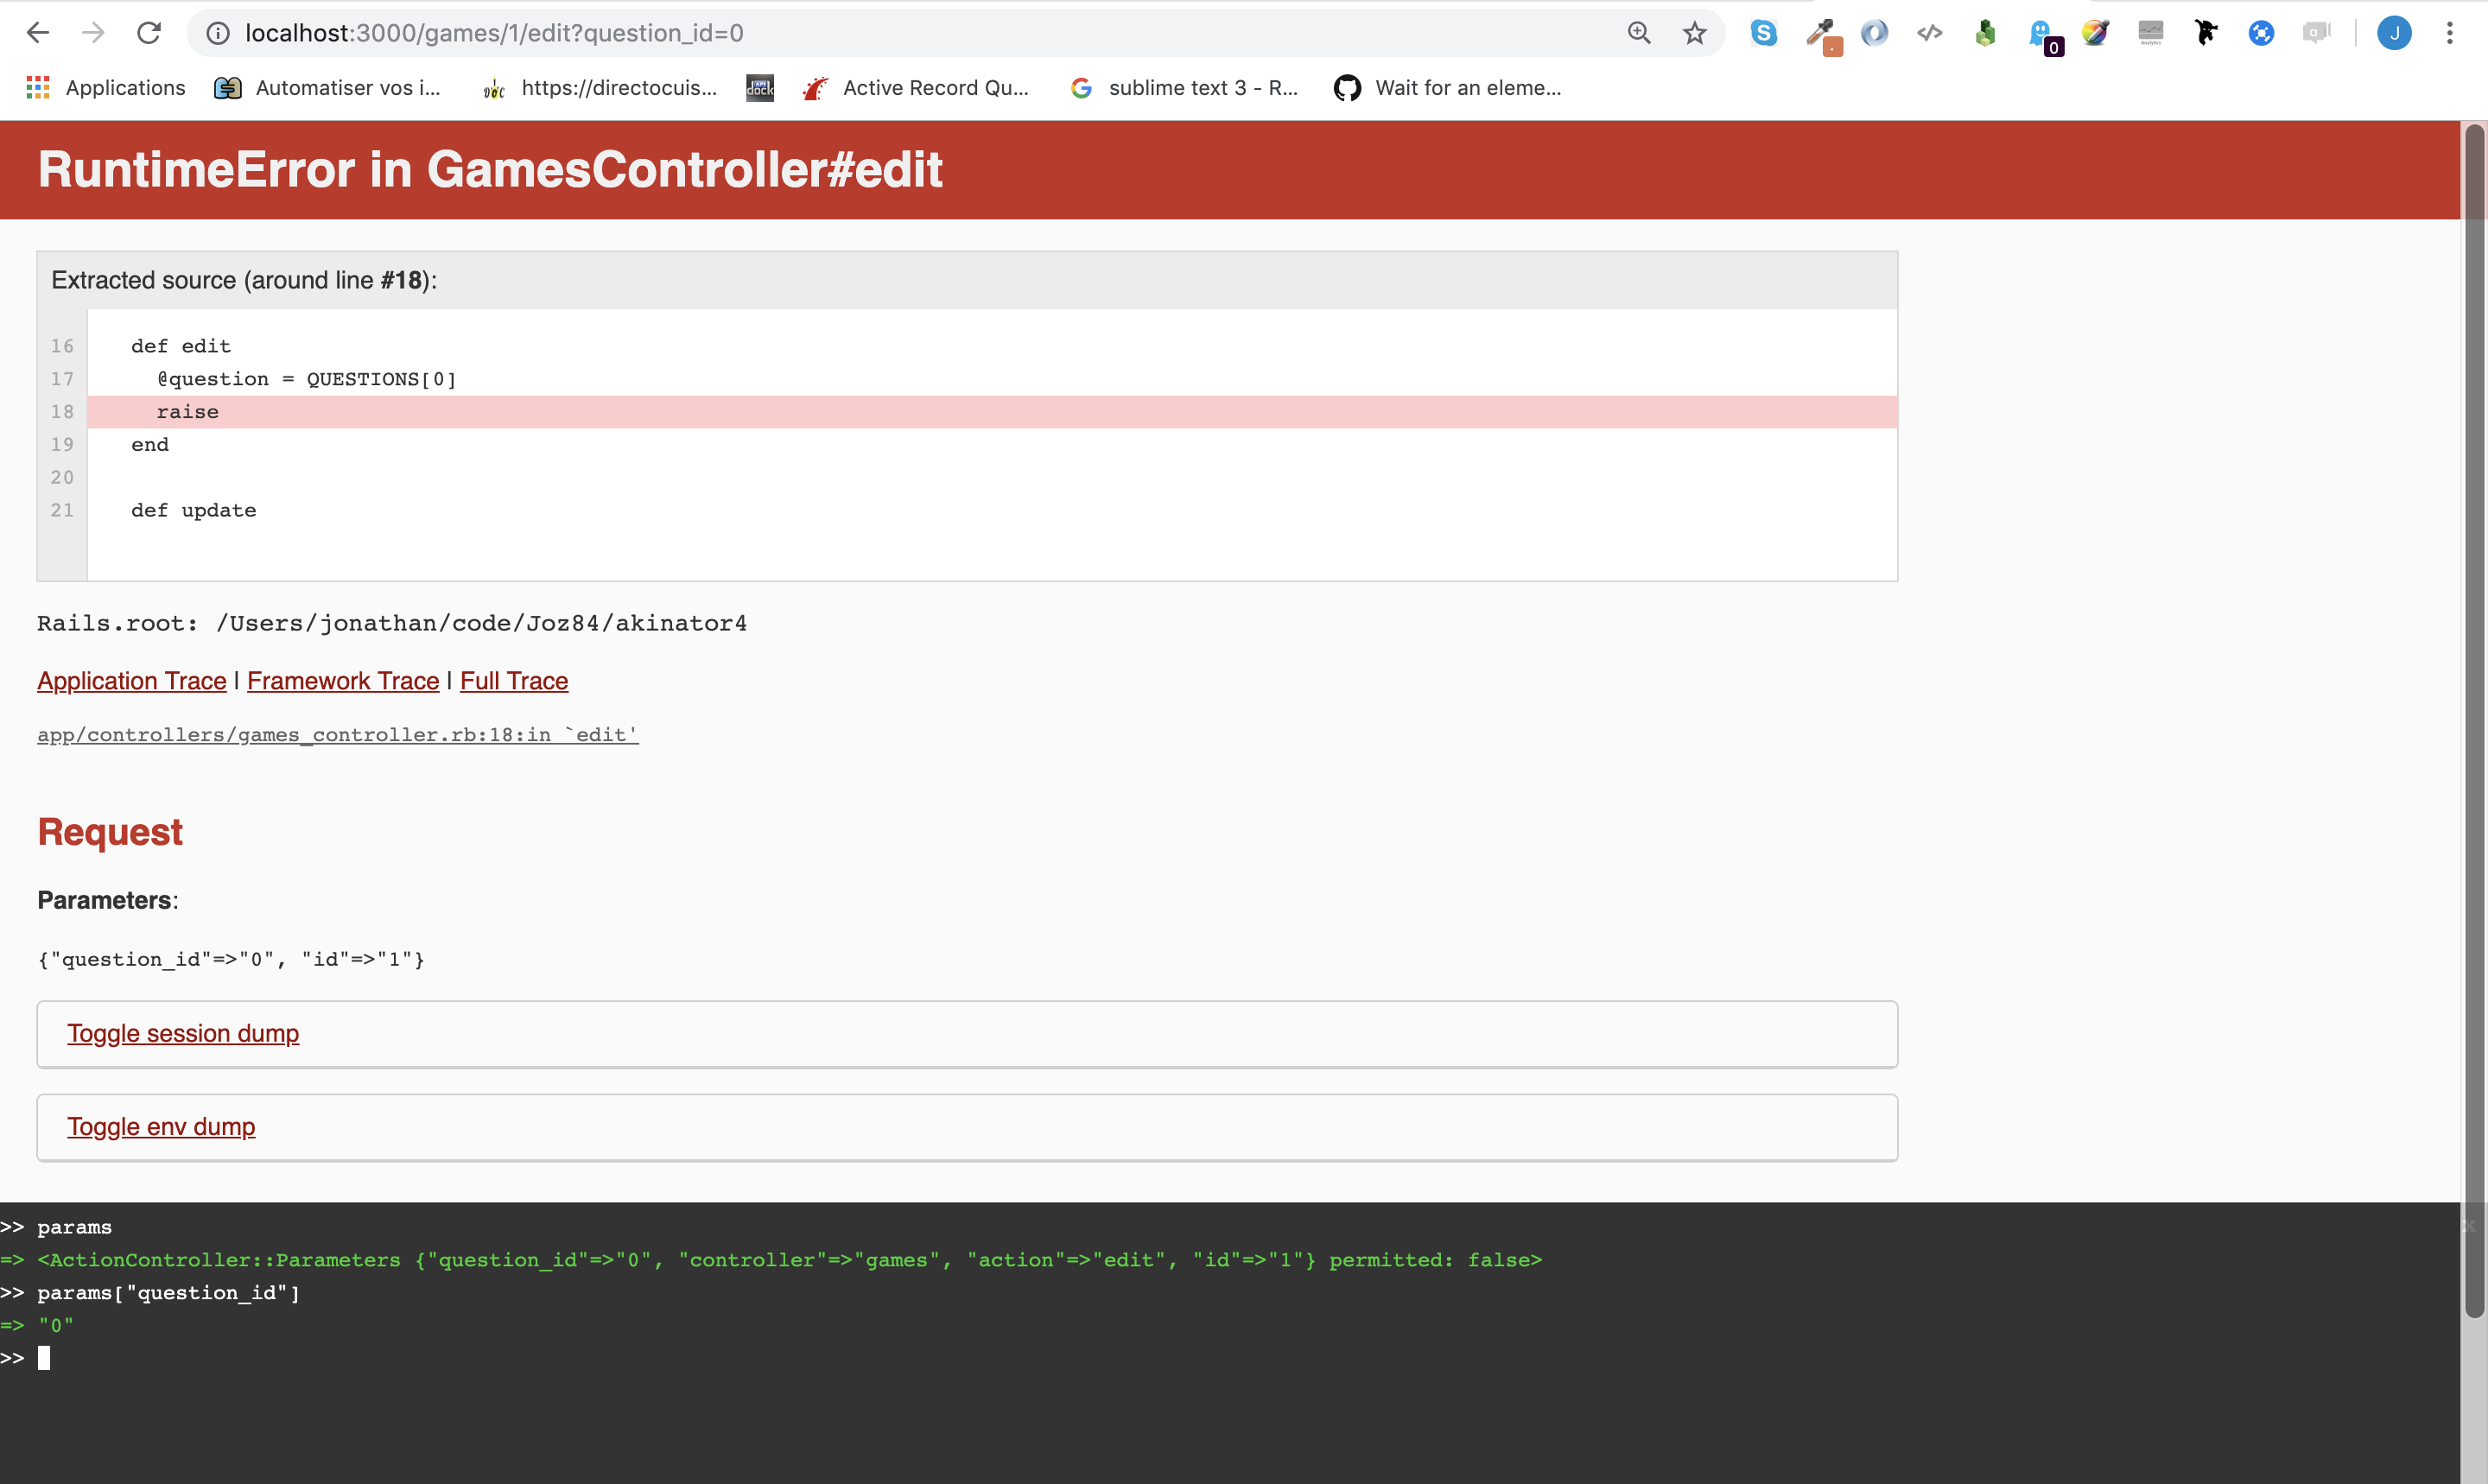 localhost:3000/games/1/edit?question_id=0
S
0
J
Applications
Automatiser vos i...
https://directocuis...
Active Record Qu...
sublime text 3 - R...
Wait for an eleme...
RuntimeError in GamesController#edit
Extracted source (around line #18):
16 def edit
17 @question = QUESTIONS[0]
18 raise
19 end
20
21 def update
Rails.root: /Users/jonathan/code/Joz84/akinator4
Application Trace | Framework Trace | Full Trace
app/controllers/games_controller.rb:18:in `edit'
Request
Parameters:
{"question_id"=>"0", "id"=>"1"}
Toggle session dump
Toggle env dump
>> params
=> <ActionController::Parameters {"question_id"=>"0", "controller"=>"games", "action"=>"edit", "id"=>"1"} permitted: false>
>> params["question_id"]
=> "0"
>>